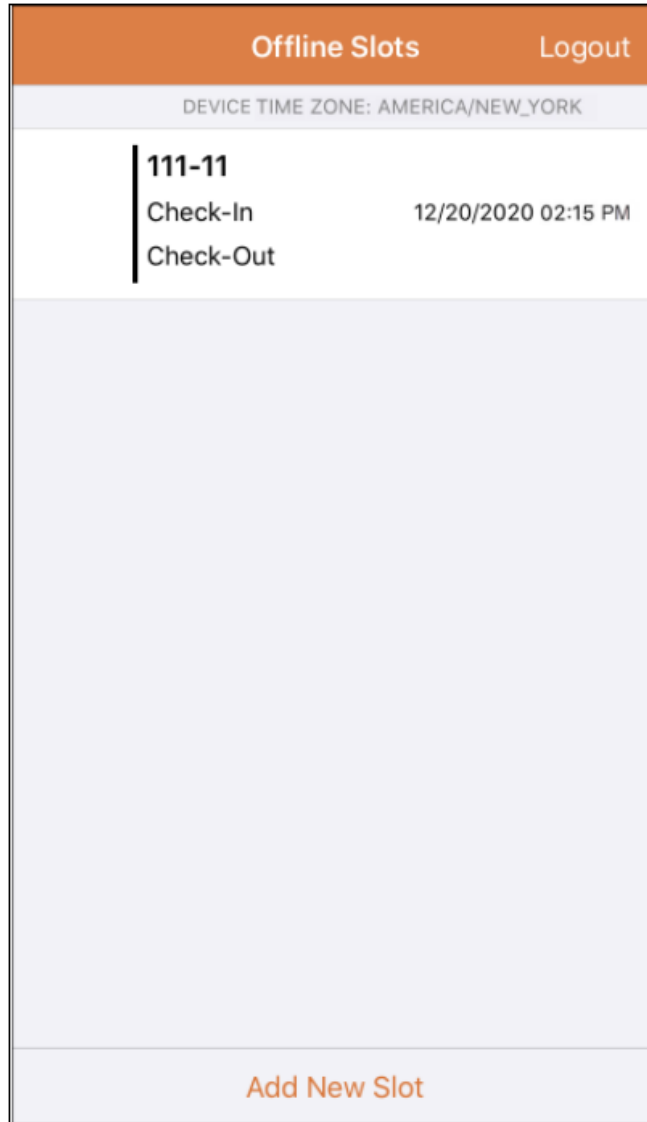 Offline Slots Logout
DEVICE TIME ZONE: AMERICA/NEW_YORK
111-11
Check-In 12/20/2020 02:15 PM
Check-Out
Add New Slot